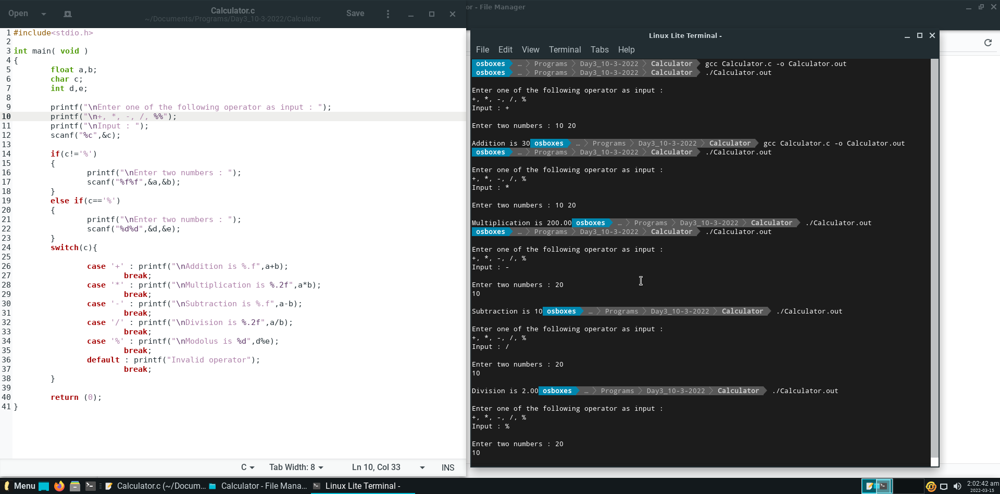 Open
Calculator.c
~/Documents/Programs/Day3_10-3-2022/Calculator
Save
1 #include<stdio.h>
2
3 int main( void )
4 {
5 float a,b;
6 char c;
7 int d,e;
8
9 printf("\nEnter one of the following operator as input : ");
10 printf("\n+, *, -, /, %%");
11 printf("\nInput : ");
12 scanf("%c",&c);
13
14 if(c!='%')
15 {
16 printf("\nEnter two numbers : ");
17 scanf("%f%f",&a,&b);
18 }
19 else if(c=='%')
20 {
21 printf("\nEnter two numbers : ");
22 scanf("%d%d",&d,&e);
23 }
24 switch(c){
25
26 case '+' : printf("\nAddition is %.f",a+b);
27 break;
28 case '*' : printf("\nMultiplication is %.2f",a*b);
29 break;
30 case '-' : printf("\nSubtraction is %.f",a-b);
31 break;
32 case '/' : printf("\nDivision is %.2f",a/b);
33 break;
34 case '%' : printf("\nModolus is %d",d%e);
35 break;
36 default : printf("Invalid operator");
37 break;
38 }
39
40 return (0);
41 }
C Tab Width: 8 Ln 10, Col 33 INS
or - File Manager
Linux Lite Terminal -
File Edit View Terminal Tabs Help
osboxes … Programs Day3_10-3-2022 Calculator gcc Calculator.c -o Calculator.out
osboxes … Programs Day3_10-3-2022 Calculator ./Calculator.out
Enter one of the following operator as input :
+, *, -, /, %
Input : +
Enter two numbers : 10 20
Addition is 30 osboxes … Programs Day3_10-3-2022 Calculator gcc Calculator.c -o Calculator.out
osboxes … Programs Day3_10-3-2022 Calculator ./Calculator.out
Enter one of the following operator as input :
+, *, -, /, %
Input : *
Enter two numbers : 10 20
Multiplication is 200.00 osboxes … Programs Day3_10-3-2022 Calculator ./Calculator.out
osboxes … Programs Day3_10-3-2022 Calculator ./Calculator.out
Enter one of the following operator as input :
+, *, -, /, %
Input : -
Enter two numbers : 20
10
Subtraction is 10 osboxes … Programs Day3_10-3-2022 Calculator ./Calculator.out
Enter one of the following operator as input :
+, *, -, /, %
Input : /
Enter two numbers : 20
10
Division is 2.00 osboxes … Programs Day3_10-3-2022 Calculator ./Calculator.out
Enter one of the following operator as input :
+, *, -, /, %
Input : %
Enter two numbers : 20
10
Menu Calculator.c (~/Docum... Calculator - File Mana... Linux Lite Terminal - 2:02:42 am
2022-03-15